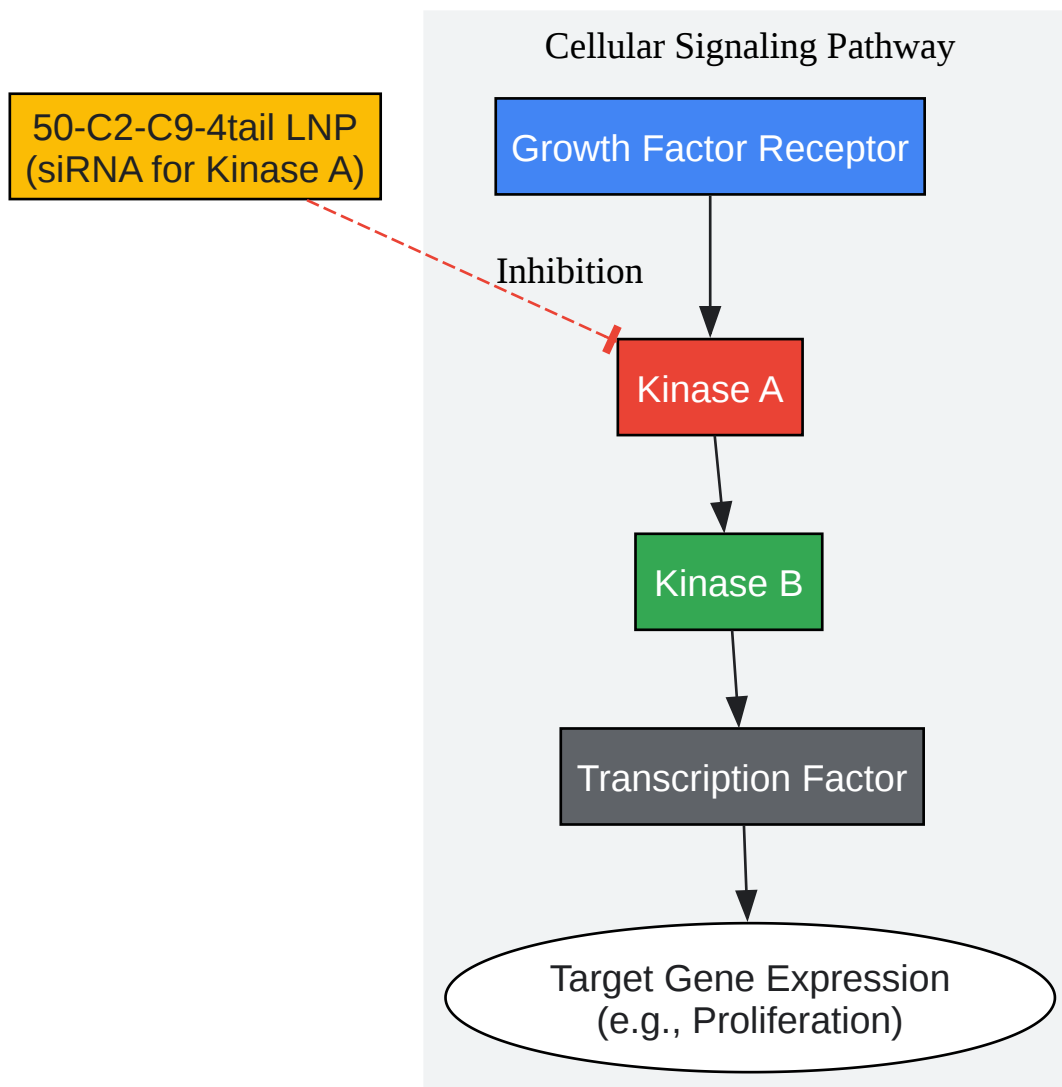 Cellular Signaling Pathway
50-C2-C9-4tail LNP
(siRNA for Kinase A)
Growth Factor Receptor
Inhibition
Kinase A
Kinase B
Transcription Factor
Target Gene Expression
(e.g., Proliferation)